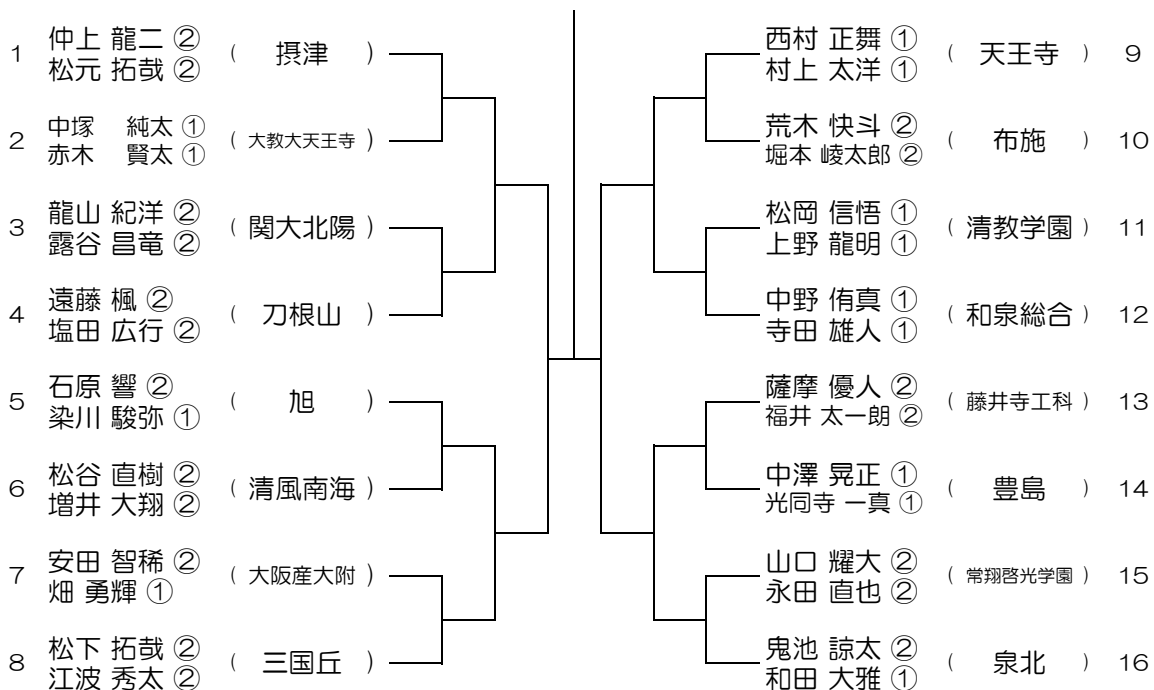 1 仲上 龍二 ② ( 摂津 )
松元 拓哉 ②
2 中塚 純太 ① ( 大教大天王寺 )
赤木 賢太 ①
3 龍山 紀洋 ② ( 関大北陽 )
露谷 昌竜 ②
4 遠藤 楓 ② ( 刀根山 )
塩田 広行 ②
5 石原 響 ② ( 旭 )
染川 駿弥 ①
6 松谷 直樹 ② ( 清風南海 )
増井 大翔 ②
7 安田 智稀 ② ( 大阪産大附 )
畑 勇輝 ①
8 松下 拓哉 ② ( 三国丘 )
江波 秀太 ②
西村 正舞 ① ( 天王寺 ) 9
村上 太洋 ①
荒木 快斗 ② ( 布施 ) 10
堀本 崚太郎 ②
松岡 信悟 ① ( 清教学園 ) 11
上野 龍明 ①
中野 侑真 ① ( 和泉総合 ) 12
寺田 雄人 ①
薩摩 優人 ② ( 藤井寺工科 ) 13
福井 太一朗 ②
中澤 晃正 ① ( 豊島 ) 14
光同寺 一真 ①
山口 耀大 ② ( 常翔啓光学園 ) 15
永田 直也 ②
鬼池 諒太 ② ( 泉北 ) 16
和田 大雅 ①